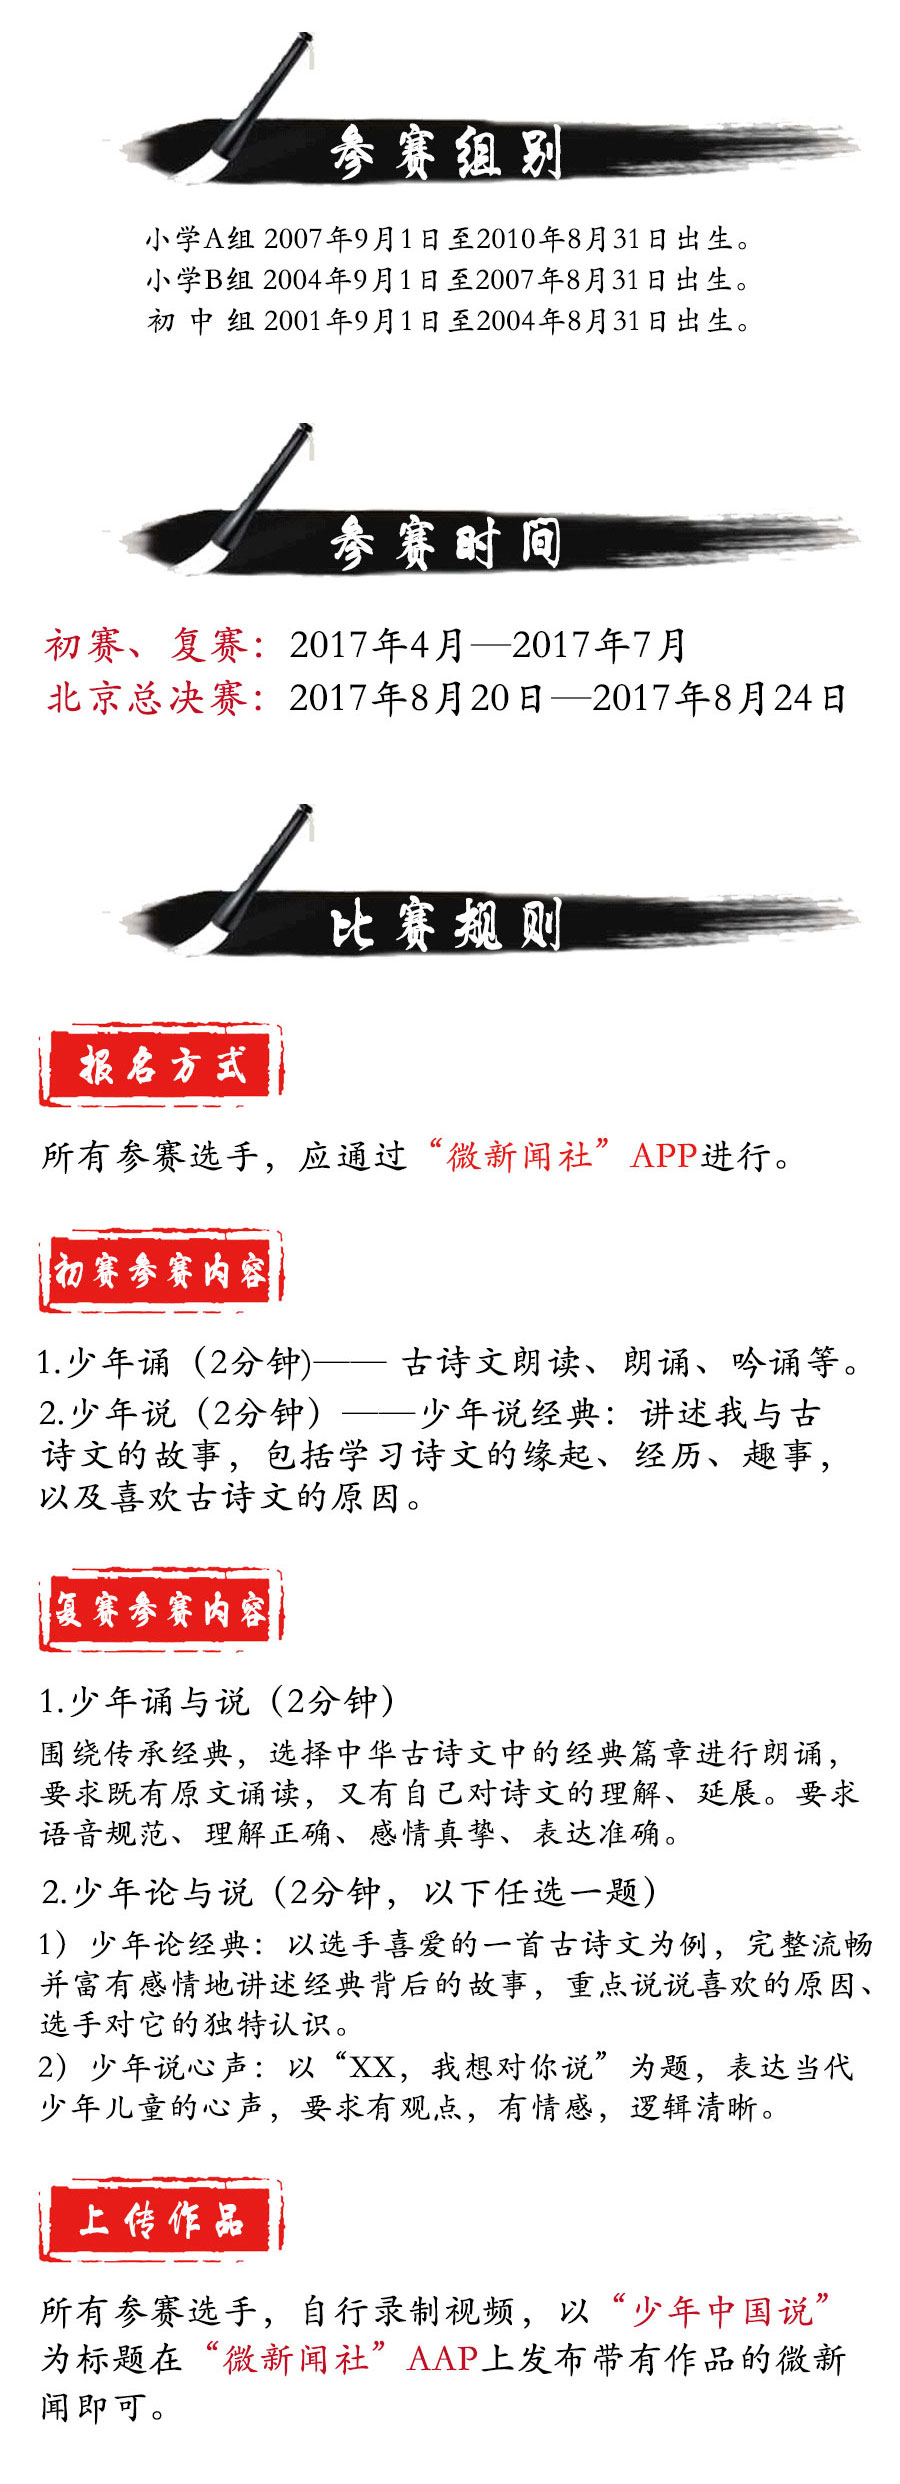 参赛组别
小学A组 2007年9月1日至2010年8月31日出生。
小学B组 2004年9月1日至2007年8月31日出生。
初 中 组 2001年9月1日至2004年8月31日出生。
参赛时间
初赛、复赛：2017年4月—2017年7月
北京总决赛：2017年8月20日—2017年8月24日
比赛规则
报名方式
所有参赛选手，应通过“微新闻社”APP进行。
初赛参赛内容
1.少年诵（2分钟)—— 古诗文朗读、朗诵、吟诵等。
2.少年说（2分钟）——少年说经典：讲述我与古
诗文的故事，包括学习诗文的缘起、经历、趣事，
以及喜欢古诗文的原因。
复赛参赛内容
1.少年诵与说（2分钟）
围绕传承经典，选择中华古诗文中的经典篇章进行朗诵，
要求既有原文诵读，又有自己对诗文的理解、延展。要求
语音规范、理解正确、感情真挚、表达准确。
2.少年论与说（2分钟，以下任选一题）
1）少年论经典：以选手喜爱的一首古诗文为例，完整流畅
并富有感情地讲述经典背后的故事，重点说说喜欢的原因、
选手对它的独特认识。
2）少年说心声：以“XX，我想对你说”为题，表达当代
少年儿童的心声，要求有观点，有情感，逻辑清晰。
上传作品
所有参赛选手，自行录制视频，以“少年中国说”
为标题在“微新闻社”AAP上发布带有作品的微新
闻即可。